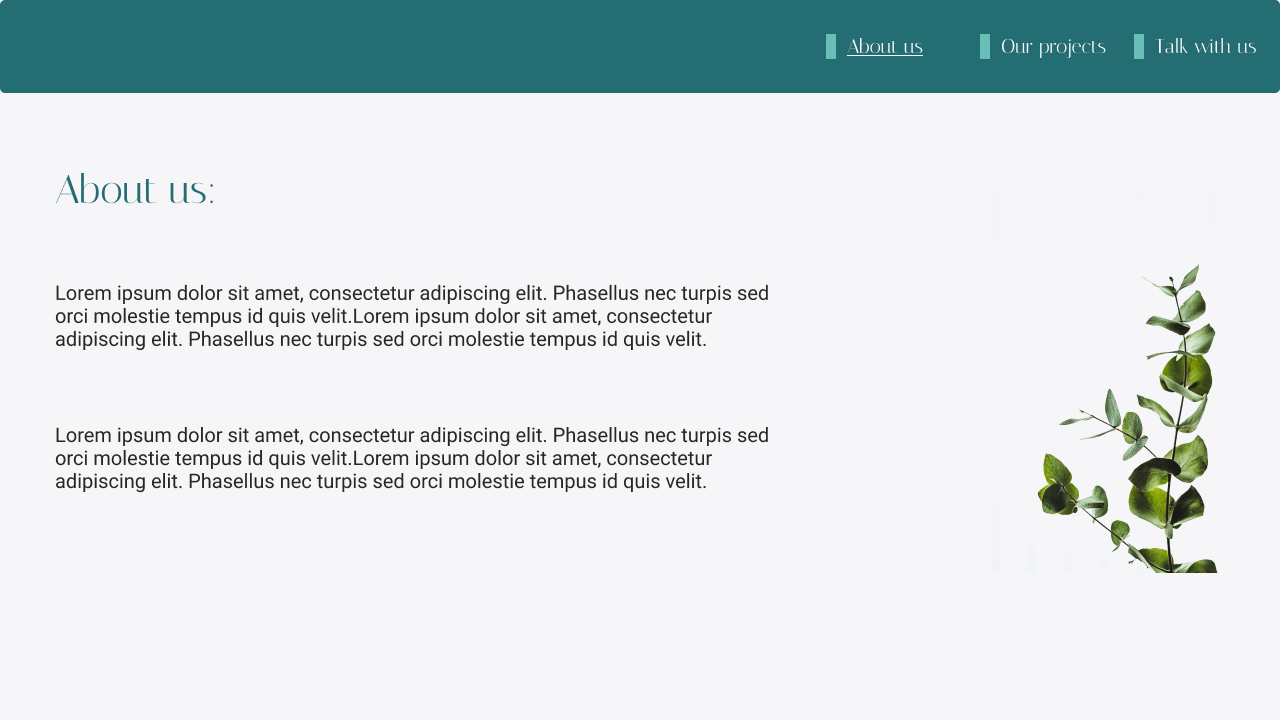 About us
Our projects
Talk with us
About us:
Lorem ipsum dolor sit amet, consectetur adipiscing elit. Phasellus nec turpis sed
orci molestie tempus id quis velit.Lorem ipsum dolor sit amet, consectetur
adipiscing elit. Phasellus nec turpis sed orci molestie tempus id quis velit.
Lorem ipsum dolor sit amet, consectetur adipiscing elit. Phasellus nec turpis sed
orci molestie tempus id quis velit.Lorem ipsum dolor sit amet, consectetur
adipiscing elit. Phasellus nec turpis sed orci molestie tempus id quis velit.